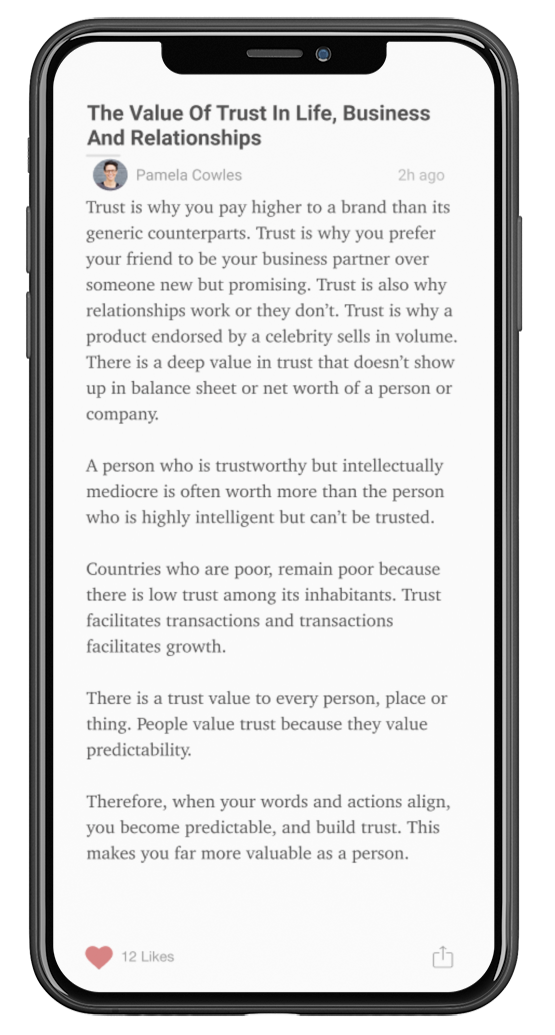 The Value Of Trust In Life, Business
And Relationships
Pamela Cowles
2h ago
Trust is why you pay higher to a brand than its
generic counterparts. Trust is why you prefer
your friend to be your business partner over
someone new but promising. Trust is also why
relationships work or they don’t. Trust is why a
product endorsed by a celebrity sells in volume.
There is a deep value in trust that doesn’t show
up in balance sheet or net worth of a person or
company.
A person who is trustworthy but intellectually
mediocre is often worth more than the person
who is highly intelligent but can’t be trusted.
Countries who are poor, remain poor because
there is low trust among its inhabitants. Trust
facilitates transactions and transactions
facilitates growth.
There is a trust value to every person, place or
thing. People value trust because they value
predictability.
Therefore, when your words and actions align,
you become predictable, and build trust. This
makes you far more valuable as a person.
12 Likes